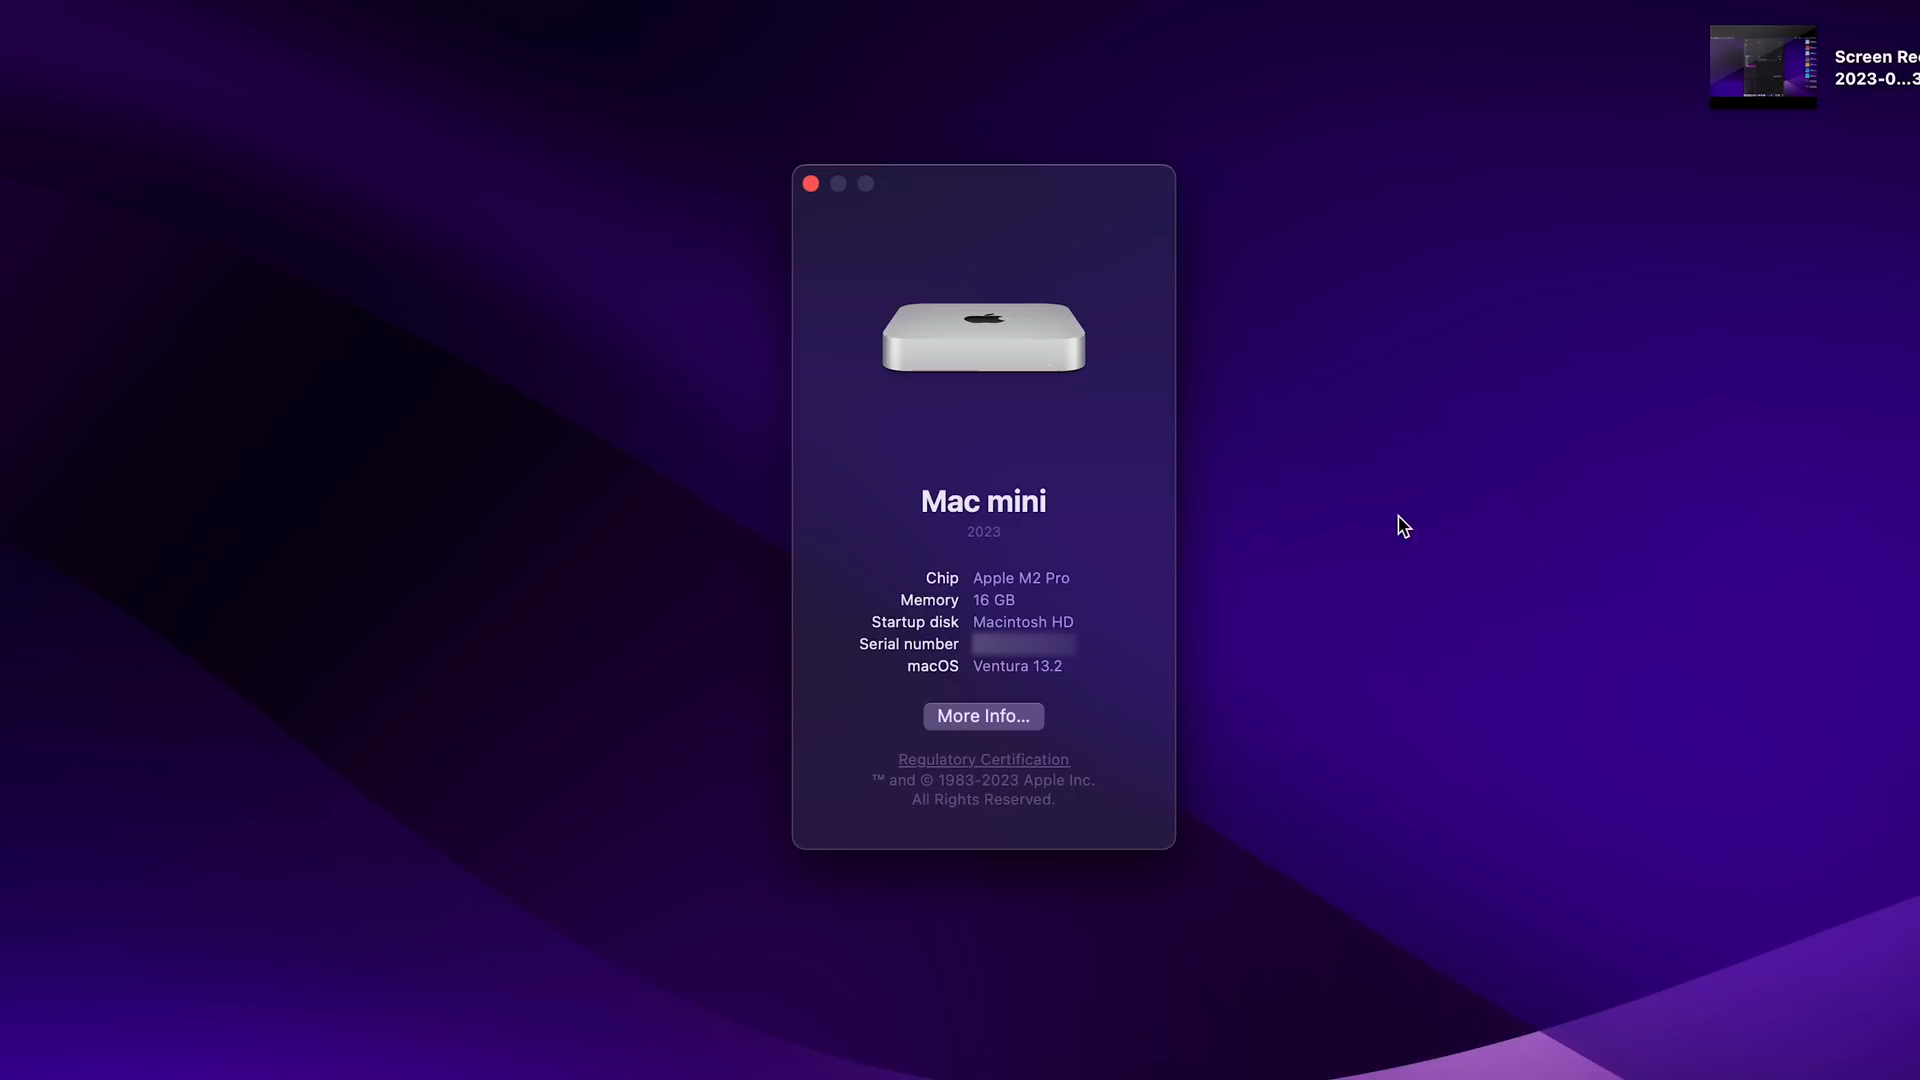 Screen Rec
2023-0...3
Mac mini
2023
Chip Apple M2 Pro
Memory 16 GB
Startup disk Macintosh HD
Serial number
macOS Ventura 13.2
More Info...
Regulatory Certification
™ and © 1983-2023 Apple Inc.
All Rights Reserved.